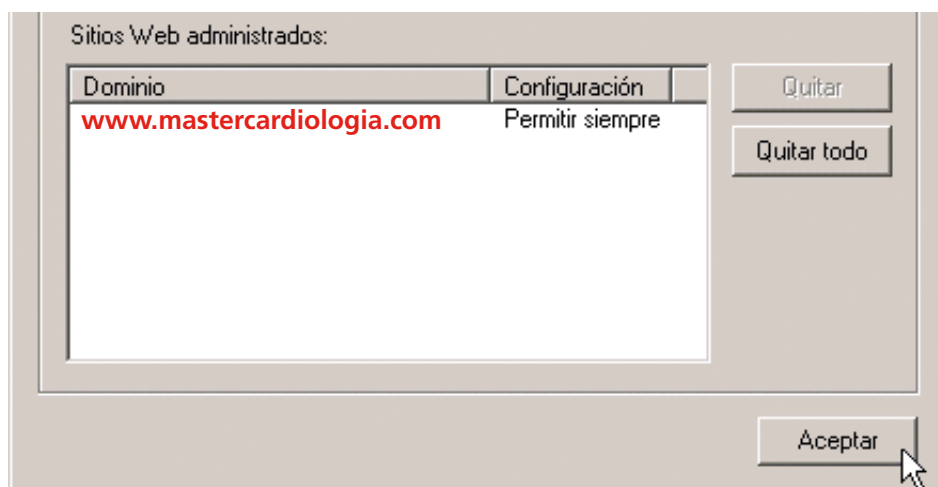 Sitios Web administrados:
Dominio Configuración Quitar
www.mastercardiologia.com Permitir siempre
Quitar todo
Aceptar